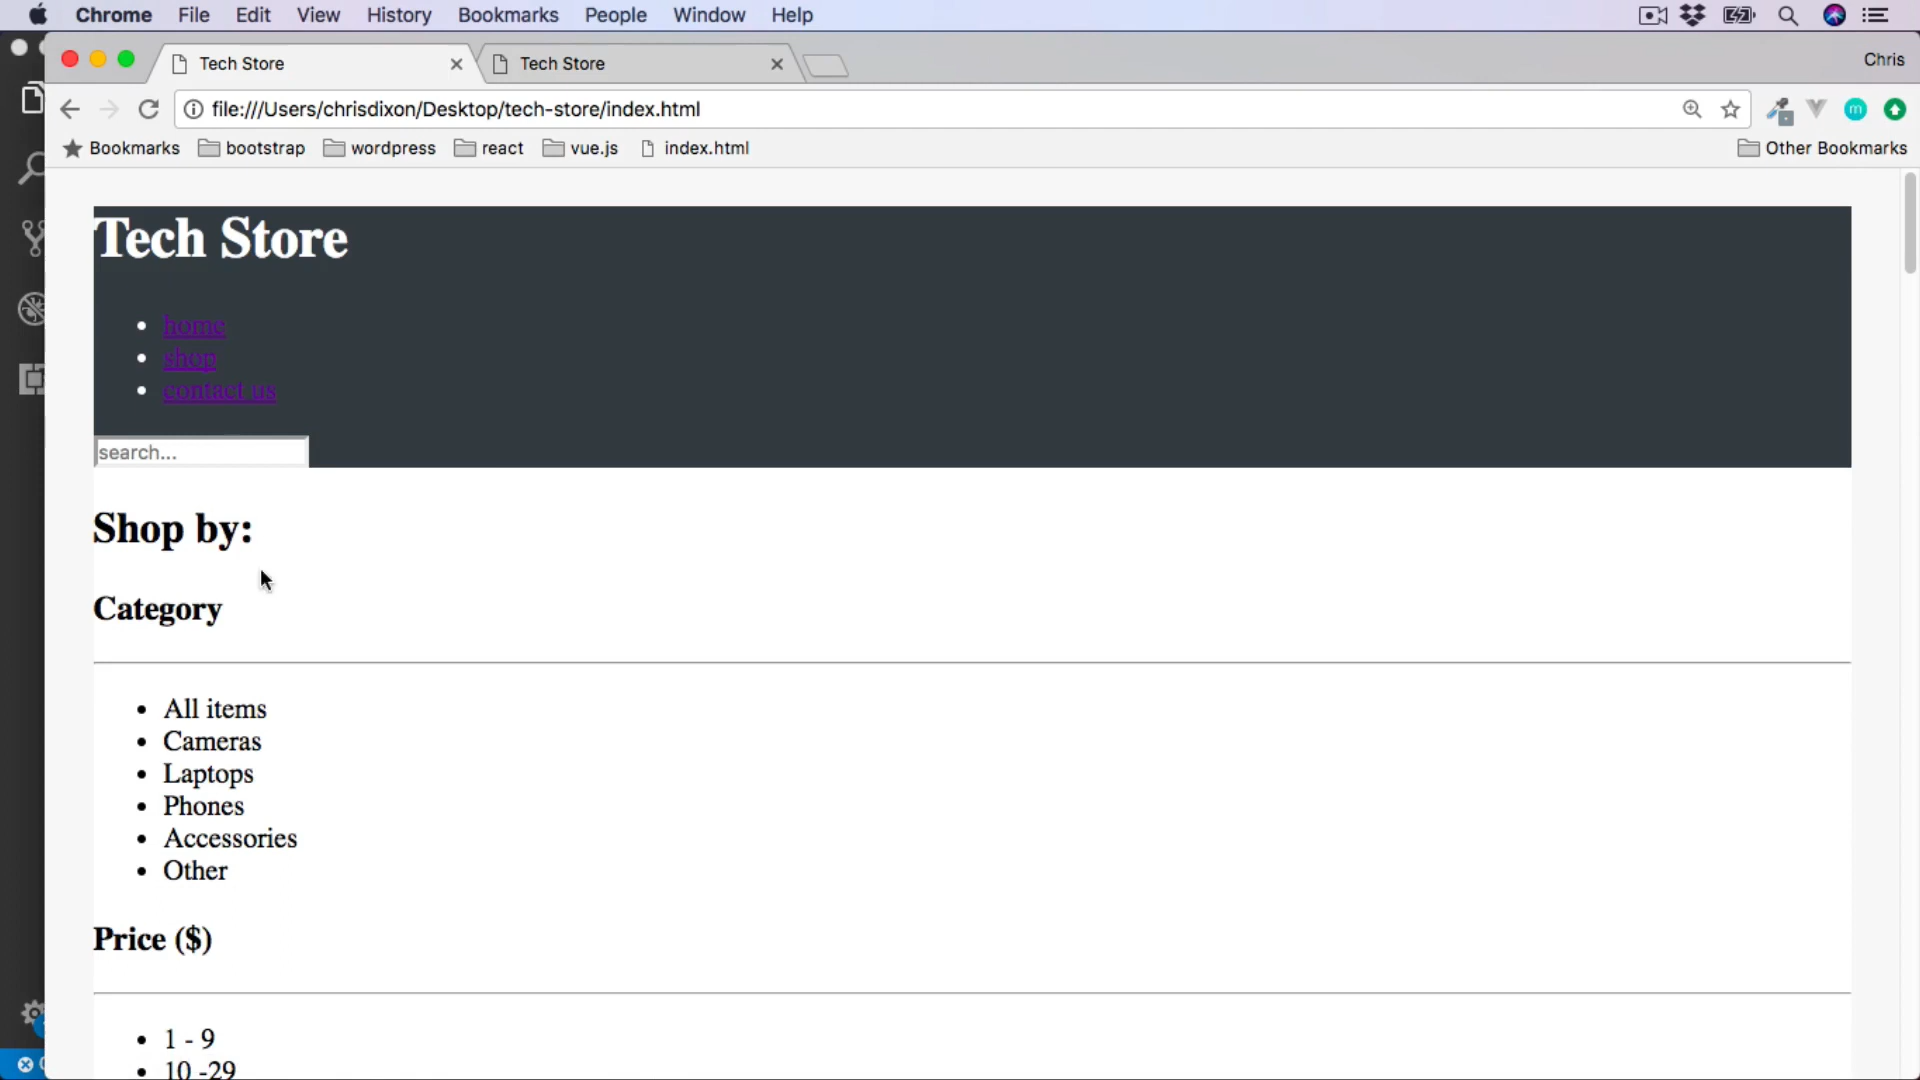 Chrome File Edit View History Bookmarks People Window Help
Tech Store Tech Store Chris
file:///Users/chrisdixon/Desktop/tech-store/index.html
Bookmarks bootstrap wordpress react vue.js index.html Other Bookmarks
Tech Store
home
shop
contact us
search...
Shop by:
Category
All items
Cameras
Laptops
Phones
Accessories
Other
Price ($)
1 - 9
10 -29